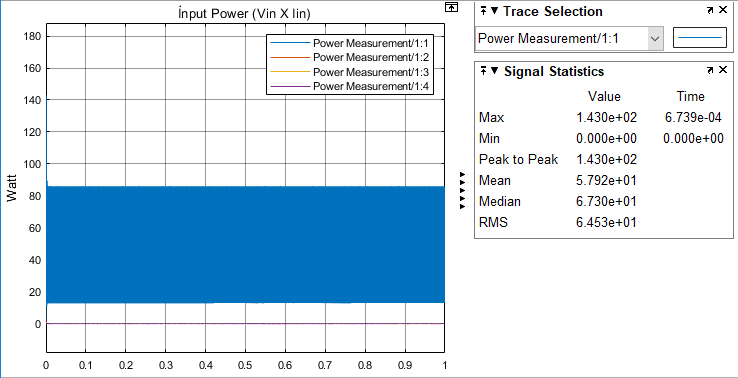 İnput Power (Vin X Iin)
Power Measurement/1:1
Power Measurement/1:2
Power Measurement/1:3
Power Measurement/1:4
Watt
180
160
140
120
100
80
60
40
20
0
0 0.1 0.2 0.3 0.4 0.5 0.6 0.7 0.8 0.9 1
Trace Selection
Power Measurement/1:1
Signal Statistics
Value Time
Max 1.430e+02 6.739e-04
Min 0.000e+00 0.000e+00
Peak to Peak 1.430e+02
Mean 5.792e+01
Median 6.730e+01
RMS 6.453e+01